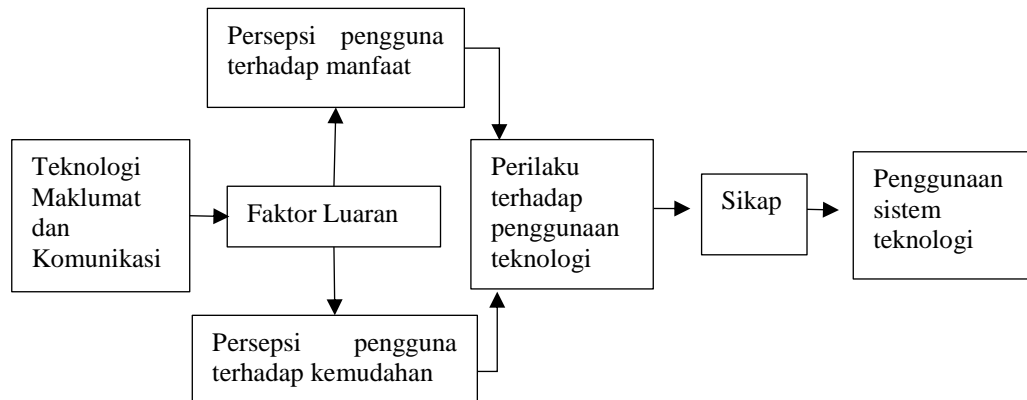 Persepsi pengguna
terhadap manfaat
Teknologi
Maklumat
dan
Komunikasi
Faktor Luaran
Perilaku
terhadap
penggunaan
teknologi
Sikap
Penggunaan
sistem
teknologi
Persepsi pengguna
terhadap kemudahan